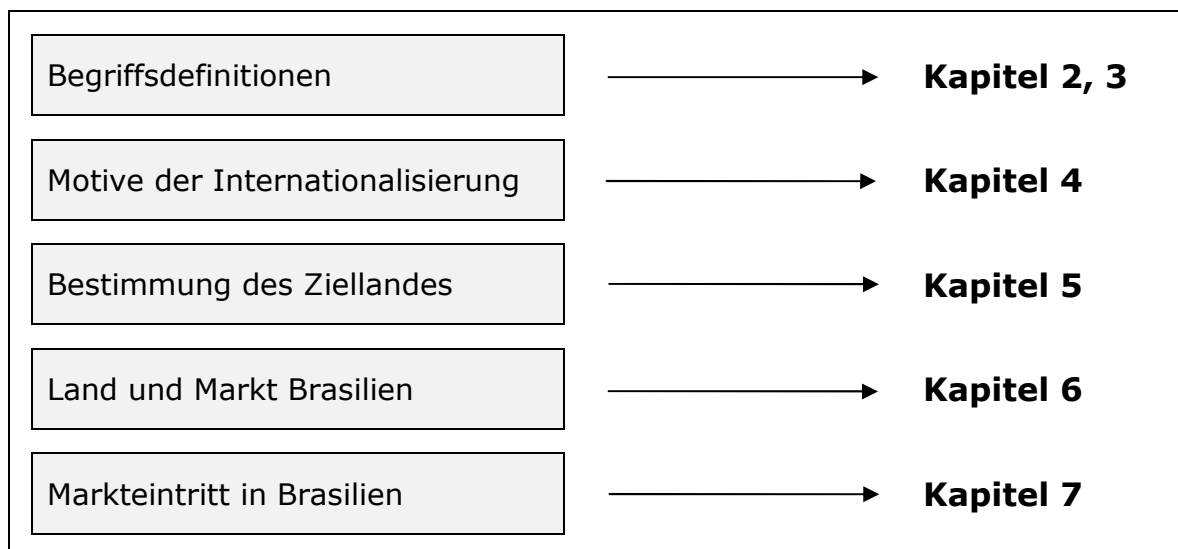 Begriffsdefinitionen Kapitel 2, 3
Motive der Internationalisierung Kapitel 4
Bestimmung des Ziellandes Kapitel 5
Land und Markt Brasilien Kapitel 6
Markteintritt in Brasilien Kapitel 7